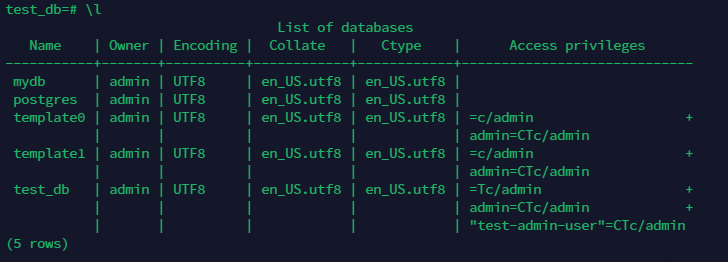 test_db=# \l
                                  List of databases
   Name    | Owner | Encoding |  Collate   |   Ctype    |      Access privileges
-----------+-------+----------+------------+------------+-----------------------------
 mydb      | admin | UTF8     | en_US.utf8 | en_US.utf8 |
 postgres  | admin | UTF8     | en_US.utf8 | en_US.utf8 |
 template0 | admin | UTF8     | en_US.utf8 | en_US.utf8 | =c/admin                   +
           |       |          |            |            | admin=CTc/admin
 template1 | admin | UTF8     | en_US.utf8 | en_US.utf8 | =c/admin                   +
           |       |          |            |            | admin=CTc/admin
 test_db   | admin | UTF8     | en_US.utf8 | en_US.utf8 | =Tc/admin                  +
           |       |          |            |            | admin=CTc/admin            +
           |       |          |            |            | "test-admin-user"=CTc/admin
(5 rows)